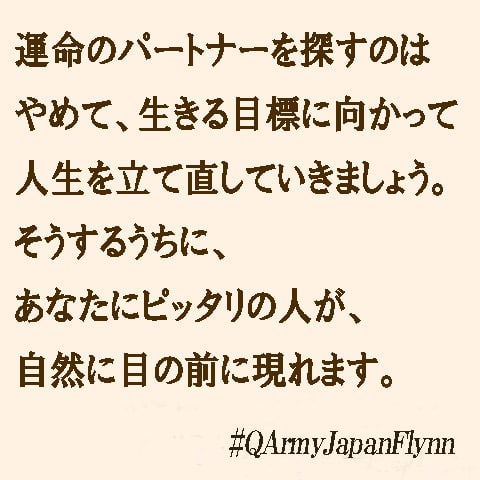 運命のパートナーを探すのは
やめて、生きる目標に向かって
人生を立て直していきましょう。
そうするうちに、
あなたにピッタリの人が、
自然に目の前に現れます。
#QArmyJapanFlynn